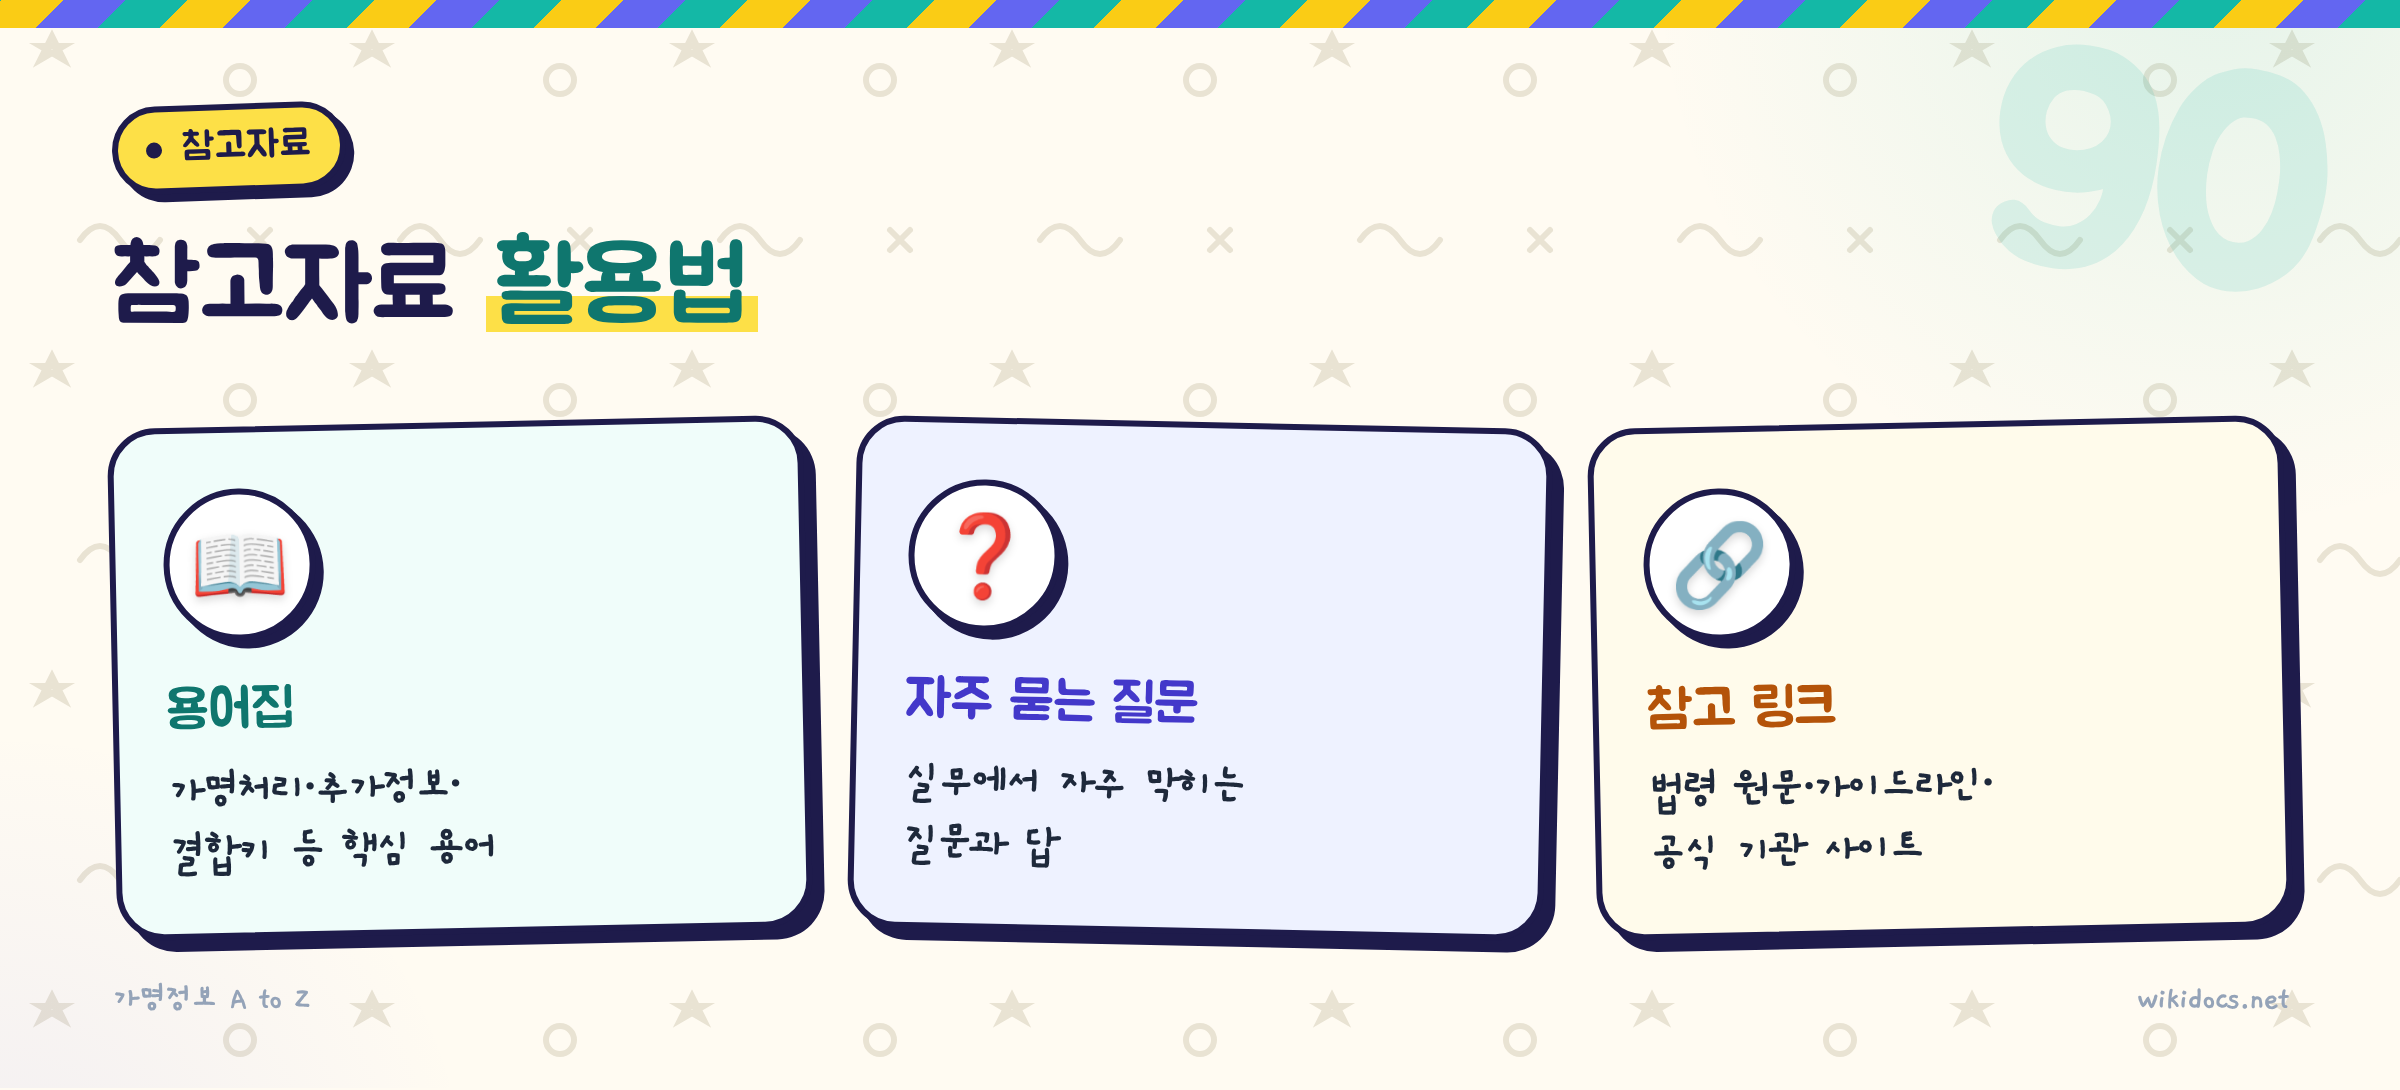 참고자료
90
참고자료 활용법
용어집
가명처리·추가정보·
결합키 등 핵심 용어
자주 묻는 질문
실무에서 자주 막히는
질문과 답
참고 링크
법령 원문·가이드라인·
공식 기관 사이트
가명정보 A to Z
wikidocs.net